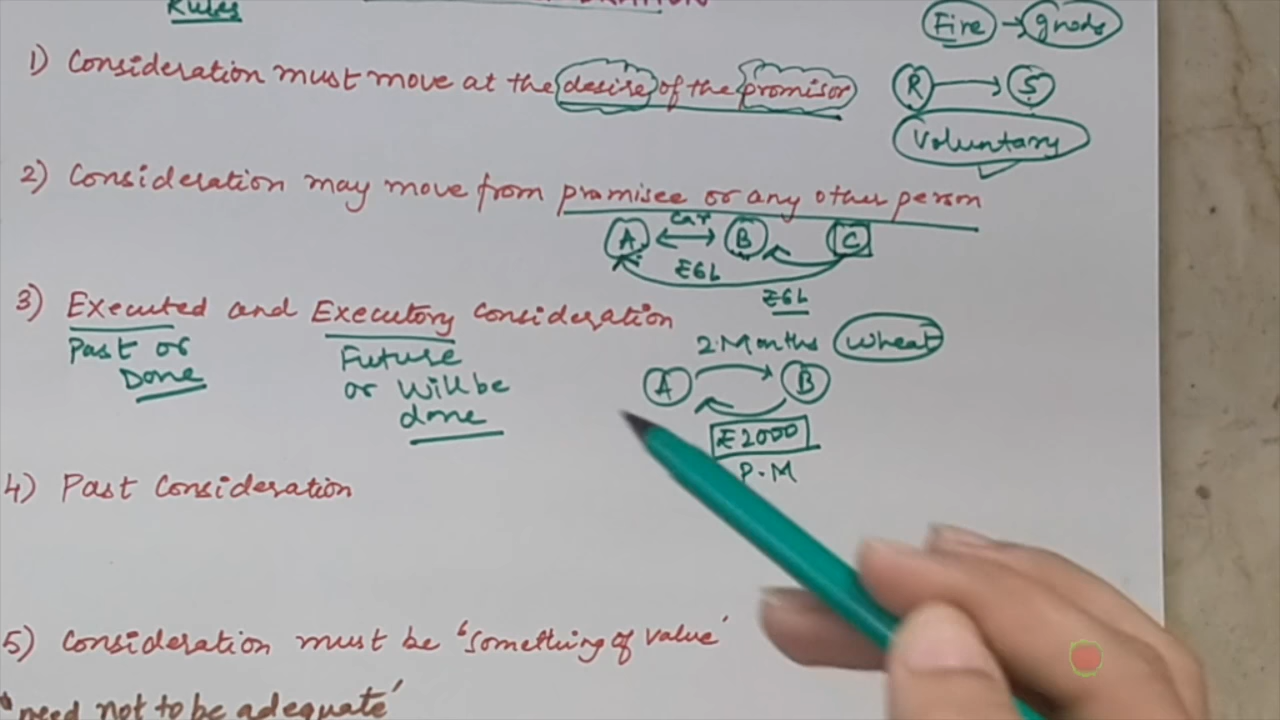 Rules
Fire → goods
1) Consideration must move at the desire of the promisor
R → S
Voluntary
2) Consideration may move from promisee or any other person
A ↔ B C
Car
₹6L
₹6L
3) Executed and Executory Consideration
Past or
Done
Future
or Will be
done
2 Months Wheat
A → B
₹2000
P.M
4) Past Consideration
5) Consideration must be 'Something of value'
need not to be adequate'